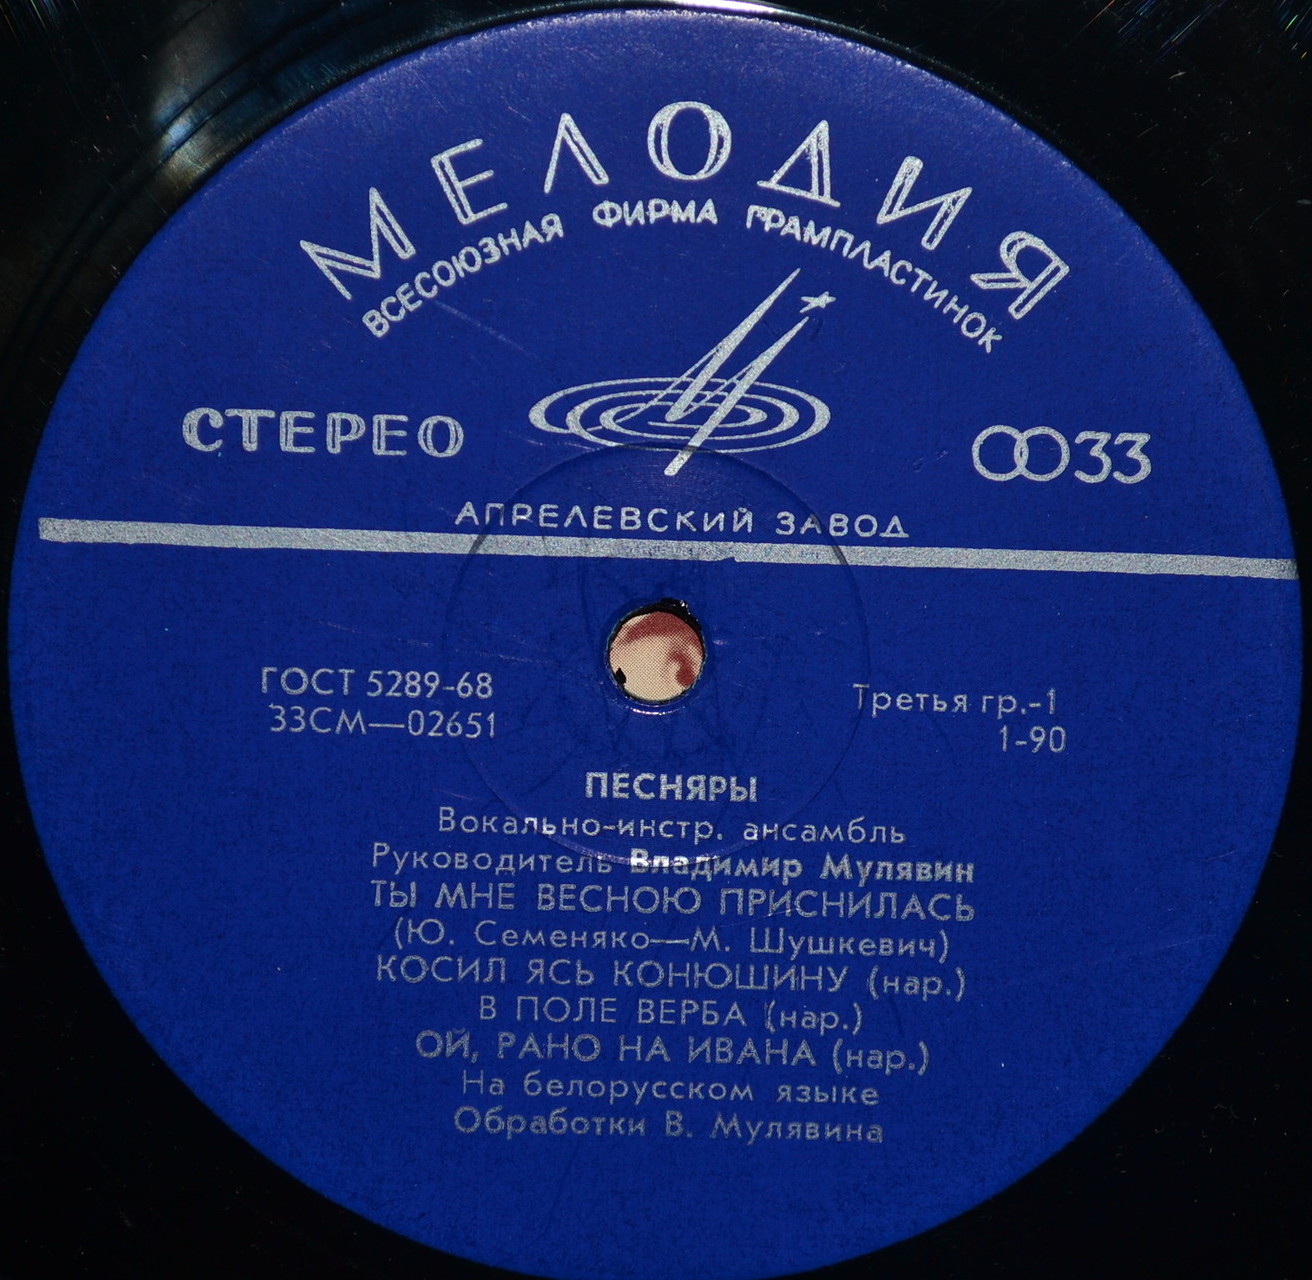 МЕЛОДИЯ
ВСЕСОЮЗНАЯ ФИРМА ГРАМПЛАСТИНОК
СТЕРЕО
33
АПРЕЛЕВСКИЙ ЗАВОД
ГОСТ 5289-68
33СМ—02651
Третья гр.-1
1-90
ПЕСНЯРЫ
Вокально-инстр. ансамбль
Руководитель Владимир Мулявин
ТЫ МНЕ ВЕСНОЮ ПРИСНИЛАСЬ
(Ю. Семеняко—М. Шушкевич)
КОСИЛ ЯСЬ КОНЮШИНУ (нар.)
В ПОЛЕ ВЕРБА (нар.)
ОЙ, РАНО НА ИВАНА (нар.)
На белорусском языке
Обработки В. Мулявина